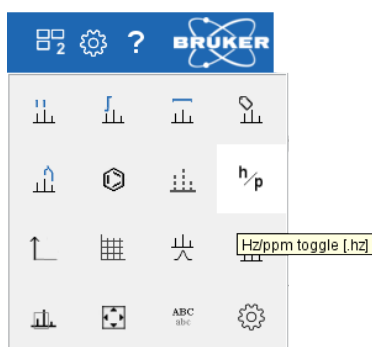 2 ? BRUKER
h/p
Hz/ppm toggle [.hz]
ABC
abc